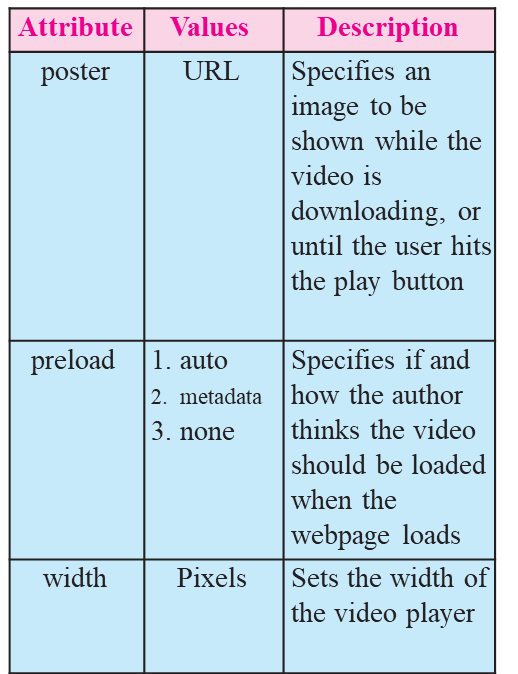 Attribute Values Description
poster URL Specifies an
image to be
shown while the
video is
downloading, or
until the user hits
the play button
preload 1. auto Specifies if and
2. metadata how the author
3. none thinks the video
should be loaded
when the
webpage loads
width Pixels Sets the width of
the video player